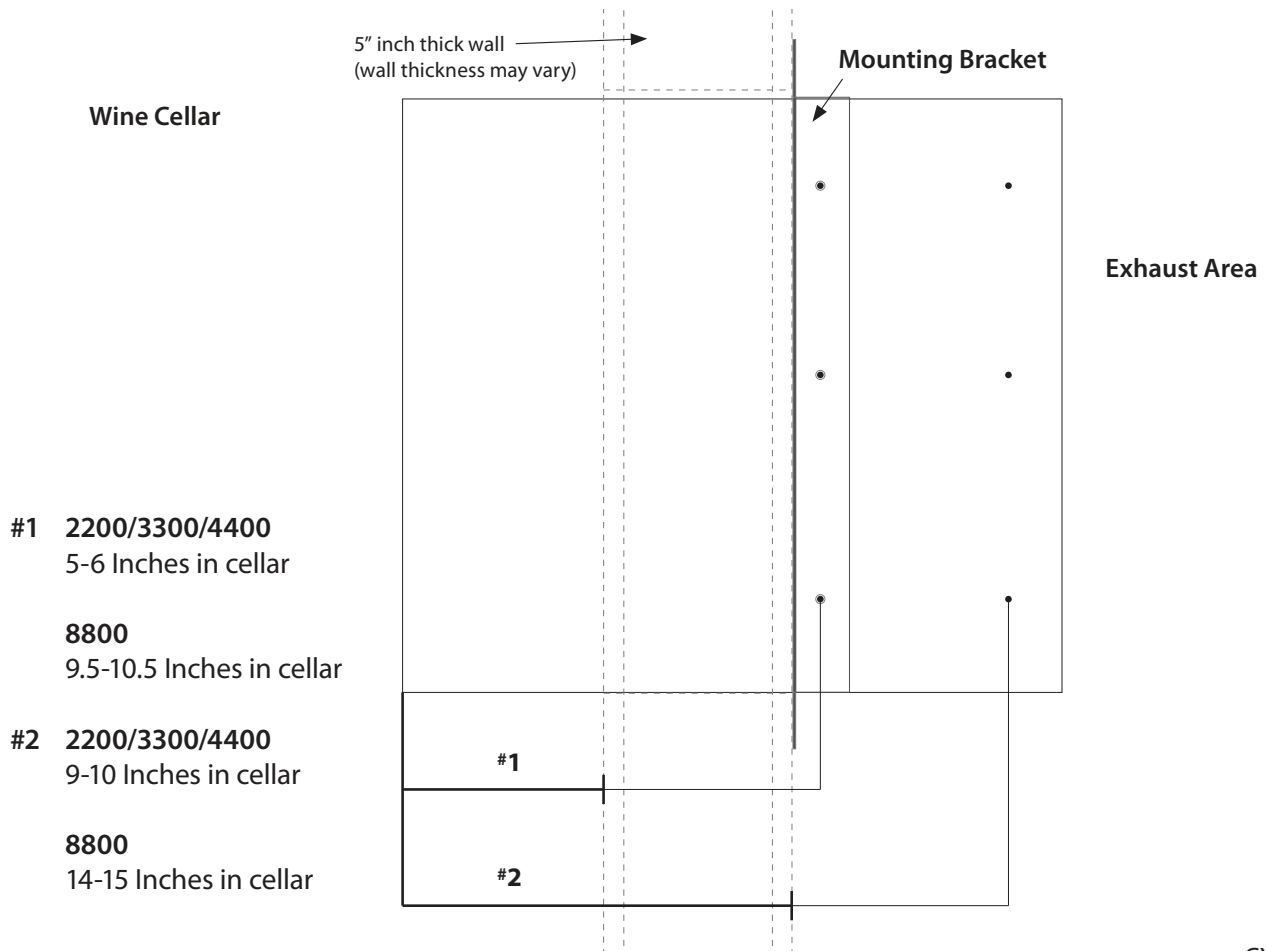 5” inch thick wall
(wall thickness may vary)
Mounting Bracket
Wine Cellar
Exhaust Area
#1 2200/3300/4400
5-6 Inches in cellar
8800
9.5-10.5 Inches in cellar
#2 2200/3300/4400
9-10 Inches in cellar
8800
14-15 Inches in cellar
#1
#2